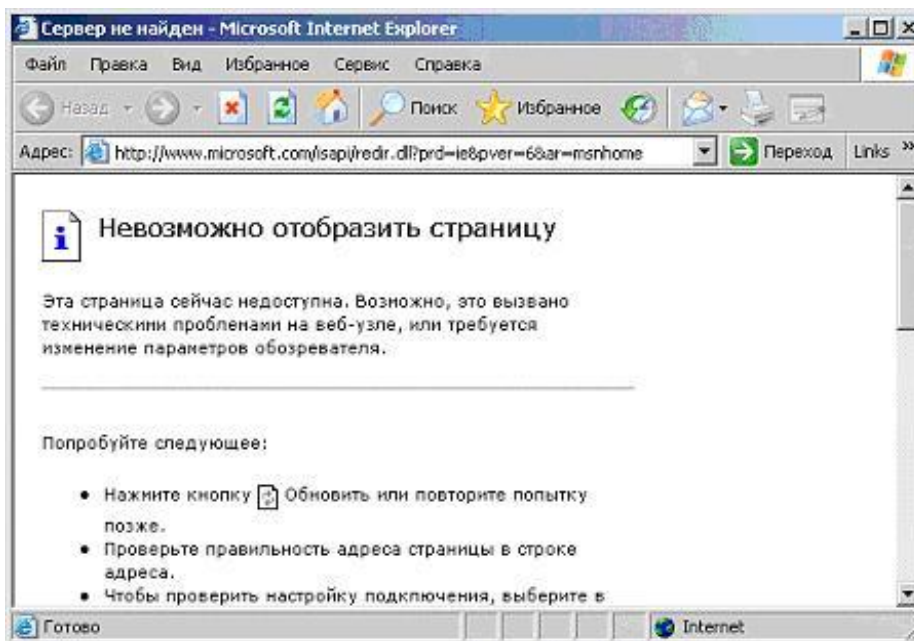 Сервер не найден - Microsoft Internet Explorer
Файл Правка Вид Избранное Сервис Справка
Назад Поиск Избранное
Адрес: http://www.microsoft.com/isapi/redir.dll?prd=ie&pver=6&ar=msnhome Переход Links »
Невозможно отобразить страницу
Эта страница сейчас недоступна. Возможно, это вызвано
техническими проблемами на веб-узле, или требуется
изменение параметров обозревателя.
Попробуйте следующее:
• Нажмите кнопку Обновить или повторите попытку
позже.
• Проверьте правильность адреса страницы в строке
адреса.
• Чтобы проверить настройку подключения, выберите в
Готово Internet